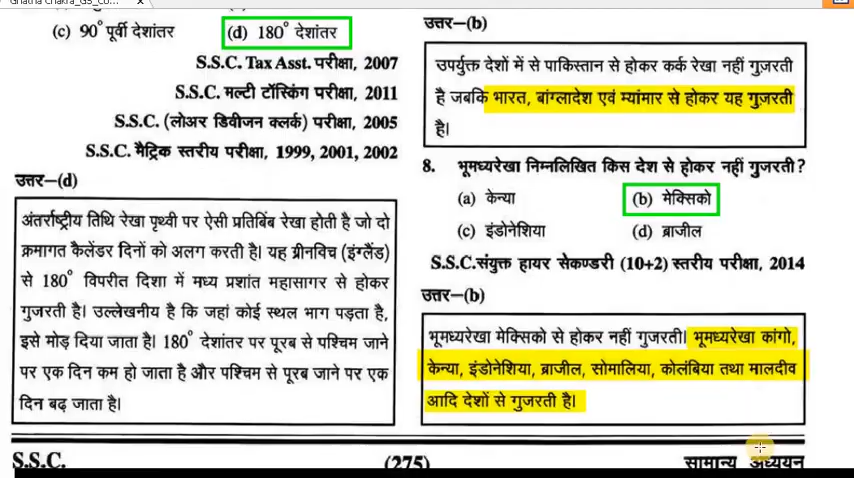 (c) 90° पूर्वी देशांतर (d) 180° देशांतर
S.S.C. Tax Asst. परीक्षा, 2007
S.S.C. मल्टी टॉस्किंग परीक्षा, 2011
S.S.C. (लोअर डिवीजन क्लर्क) परीक्षा, 2005
S.S.C. मैट्रिक स्तरीय परीक्षा, 1999, 2001, 2002
उत्तर–(d)
अंतर्राष्ट्रीय तिथि रेखा पृथ्वी पर ऐसी प्रतिबिंब रेखा होती है जो दो
क्रमागत कैलेंडर दिनों को अलग करती है। यह ग्रीनविच (इंग्लैंड)
से 180° विपरीत दिशा में मध्य प्रशांत महासागर से होकर
गुजरती है। उल्लेखनीय है कि जहां कोई स्थल भाग पड़ता है,
इसे मोड़ दिया जाता है। 180° देशांतर पर पूरब से पश्चिम जाने
पर एक दिन कम हो जाता है और पश्चिम से पूरब जाने पर एक
दिन बढ़ जाता है।
उत्तर–(b)
उपर्युक्त देशों में से पाकिस्तान से होकर कर्क रेखा नहीं गुज़रती
है जबकि भारत, बांग्लादेश एवं म्यांमार से होकर यह गुज़रती
है।
8. भूमध्यरेखा निम्नलिखित किस देश से होकर नहीं गुजरती?
(a) केन्या (b) मेक्सिको
(c) इंडोनेशिया (d) ब्राजील
S.S.C.संयुक्त हायर सेकण्डरी (10+2) स्तरीय परीक्षा, 2014
उत्तर–(b)
भूमध्यरेखा मेक्सिको से होकर नहीं गुजरती। भूमध्यरेखा कांगो,
केन्या, इंडोनेशिया, ब्राजील, सोमालिया, कोलंबिया तथा मालदीव
आदि देशों से गुजरती है।
S.S.C. (275) सामान्य अध्ययन